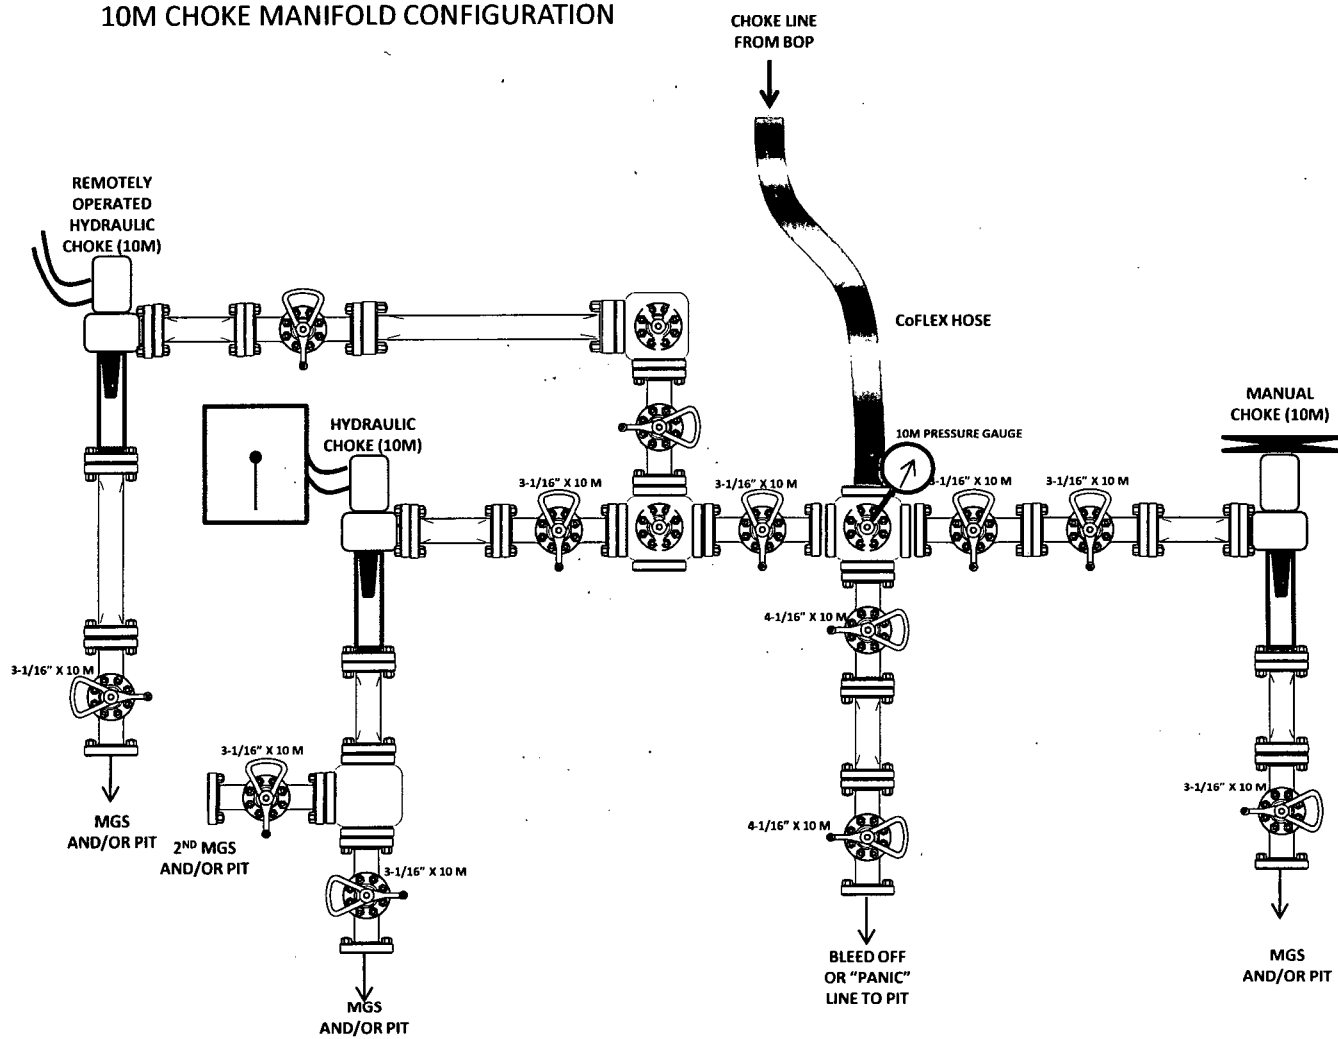 10M CHOKE MANIFOLD CONFIGURATION
CHOKE LINE
FROM BOP
REMOTELY
OPERATED
HYDRAULIC
CHOKE (10M)
CoFLEX HOSE
MANUAL
CHOKE (10M)
HYDRAULIC
CHOKE (10M)
10M PRESSURE GAUGE
3-1/16" X 10 M
3-1/16" X 10 M
3-1/16" X 10 M
3-1/16" X 10 M
4-1/16" X 10 M
3-1/16" X 10 M
3-1/16" X 10 M
3-1/16" X 10 M
4-1/16" X 10 M
MGS
AND/OR PIT
2ND MGS
AND/OR PIT
3-1/16" X 10 M
BLEED OFF
OR "PANIC"
LINE TO PIT
MGS
AND/OR PIT
MGS
AND/OR PIT